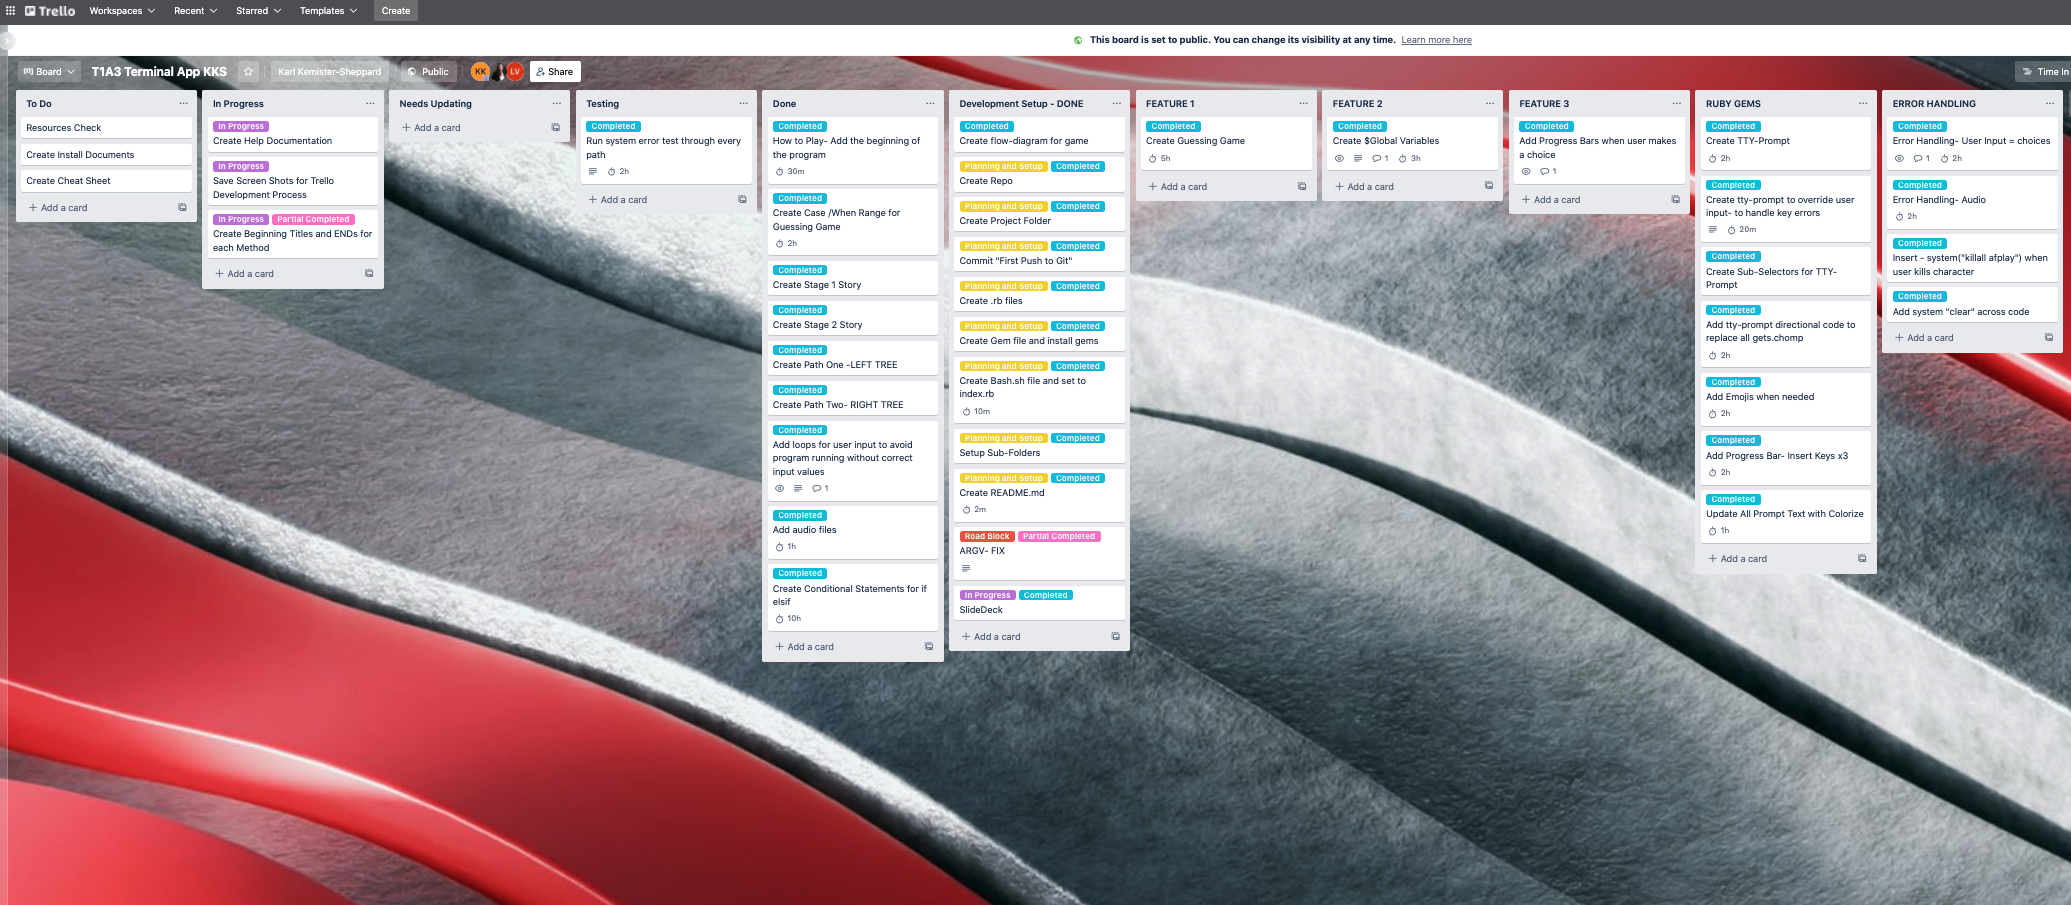 Trello
Workspaces
Recent
Starred
Templates
Create
This board is set to public. You can change its visibility at any time. Learn more here
Board
T1A3 Terminal App KKS
Karl Kemister-Sheppard
Public
KK
LV
Share
Time In
To Do
Resources Check
Create Install Documents
Create Cheat Sheet
+ Add a card
In Progress
In Progress
Create Help Documentation
In Progress
Save Screen Shots for Trello
Development Process
In Progress Partial Completed
Create Beginning Titles and ENDs for
each Method
+ Add a card
Needs Updating
+ Add a card
Testing
Completed
Run system error test through every
path
2h
+ Add a card
Done
Completed
How to Play- Add the beginning of
the program
30m
Completed
Create Case /When Range for
Guessing Game
2h
Completed
Create Stage 1 Story
Completed
Create Stage 2 Story
Completed
Create Path One -LEFT TREE
Completed
Create Path Two- RIGHT TREE
Completed
Add loops for user input to avoid
program running without correct
input values
1
Completed
Add audio files
1h
Completed
Create Conditional Statements for if
elsif
10h
+ Add a card
Development Setup - DONE
Completed
Create flow-diagram for game
Planning and Setup Completed
Create Repo
Planning and Setup Completed
Create Project Folder
Planning and Setup Completed
Commit "First Push to Git"
Planning and Setup Completed
Create .rb files
Planning and Setup Completed
Create Gem file and install gems
Planning and Setup Completed
Create Bash.sh file and set to
index.rb
10m
Planning and Setup Completed
Setup Sub-Folders
Planning and Setup Completed
Create README.md
2m
Road Block Partial Completed
ARGV- FIX
In Progress Completed
SlideDeck
+ Add a card
FEATURE 1
Completed
Create Guessing Game
5h
+ Add a card
FEATURE 2
Completed
Create $Global Variables
1 3h
+ Add a card
FEATURE 3
Completed
Add Progress Bars when user makes
a choice
1
+ Add a card
RUBY GEMS
Completed
Create TTY-Prompt
2h
Completed
Create tty-prompt to override user
input- to handle key errors
20m
Completed
Create Sub-Selectors for TTY-
Prompt
Completed
Add tty-prompt directional code to
replace all gets.chomp
2h
Completed
Add Emojis when needed
2h
Completed
Add Progress Bar- Insert Keys x3
2h
Completed
Update All Prompt Text with Colorize
1h
+ Add a card
ERROR HANDLING
Completed
Error Handling- User Input = choices
1 2h
Completed
Error Handling- Audio
2h
Completed
Insert - system("killall afplay") when
user kills character
Completed
Add system "clear" across code
+ Add a card